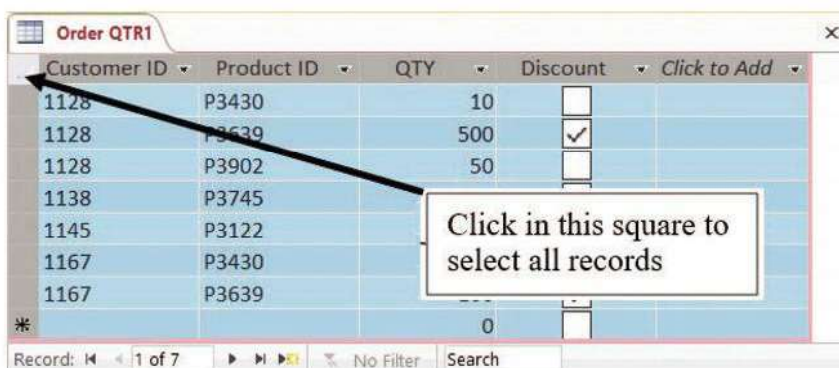 Order QTR1
Customer ID Product ID QTY Discount Click to Add
1128 P3430 10
1128 P3639 500
1128 P3902 50
1138 P3745
1145 P3122
1167 P3430
1167 P3639
0
Click in this square to
select all records
Record: 1 of 7 No Filter Search